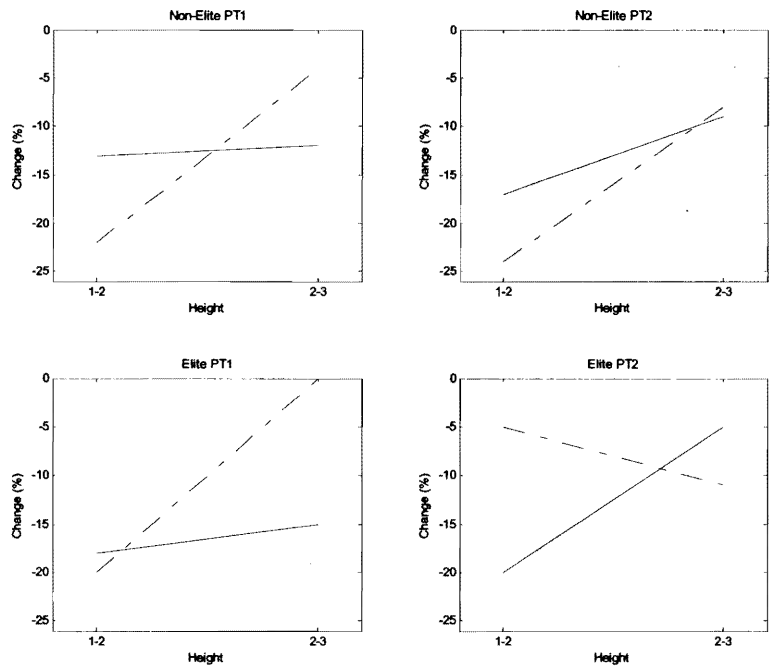 Non-Elite PT1
0
-5
-10
-15
-20
-25
Change (%)
1-2
2-3
Height
Non-Elite PT2
0
-5
-10
-15
-20
-25
Change (%)
1-2
2-3
Height
Elite PT1
0
-5
-10
-15
-20
-25
Change (%)
1-2
2-3
Height
Elite PT2
0
-5
-10
-15
-20
-25
Change (%)
1-2
2-3
Height